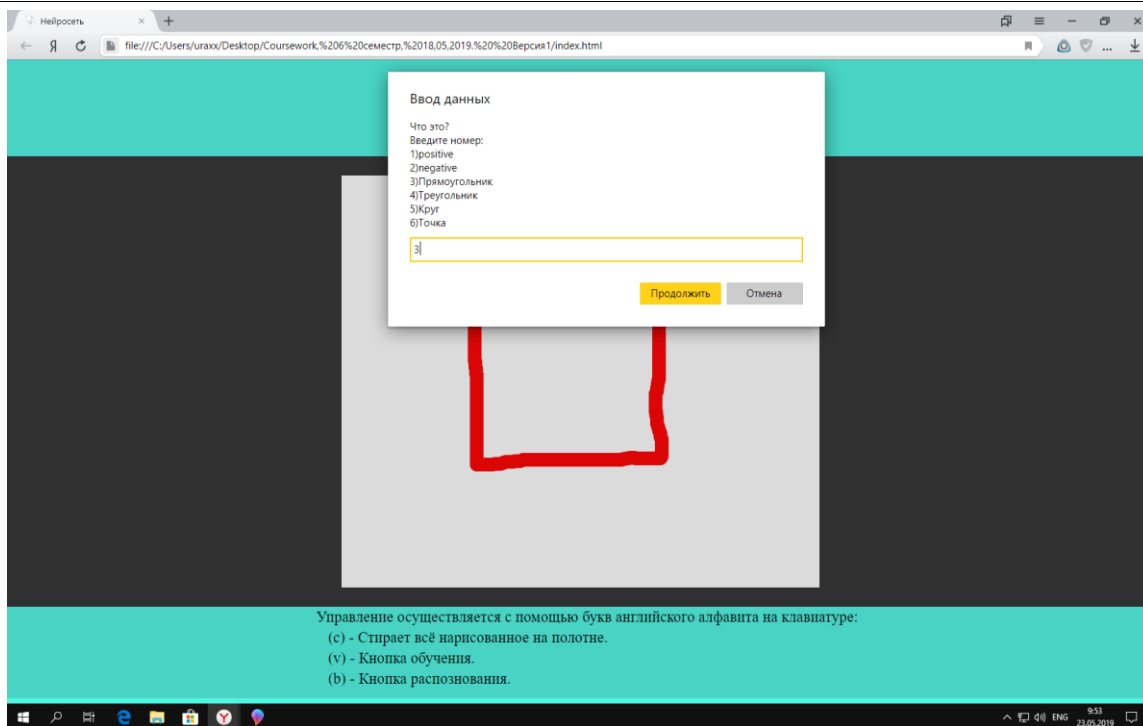 Нейросеть
file:///C:/Users/uraxx/Desktop/Coursework,%206%20семестр,%2018,05,2019.%20%20Версия1/index.html
Ввод данных
Что это?
Введите номер:
1)positive
2)negative
3)Прямоугольник
4)Треугольник
5)Круг
6)Точка
3
Продолжить Отмена
Управление осуществляется с помощью букв английского алфавита на клавиатуре:
(c) - Стирает всё нарисованное на полотне.
(v) - Кнопка обучения.
(b) - Кнопка распознования.
ENG 9:53
23.05.2019